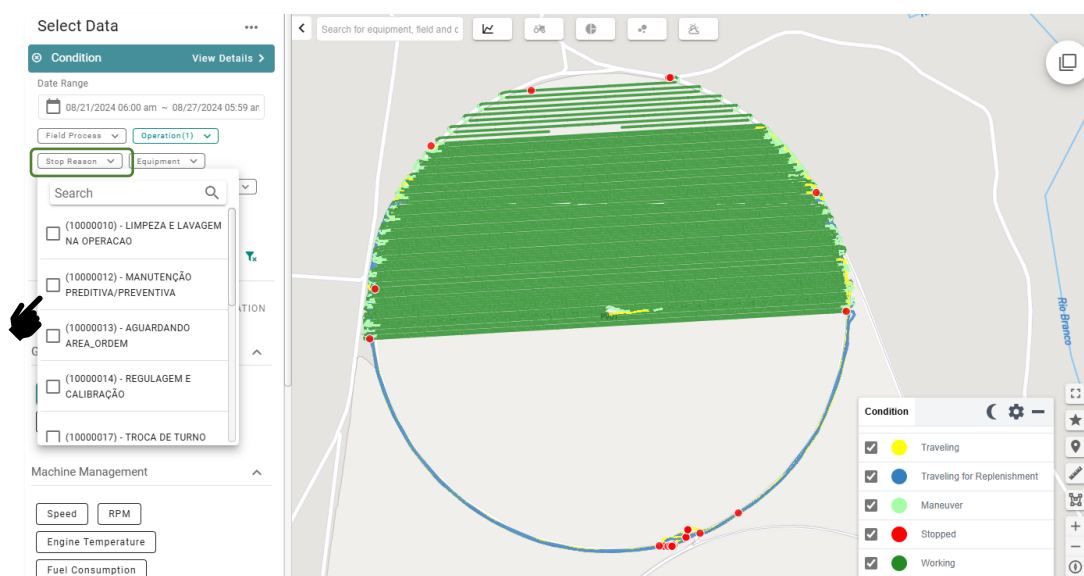 Select Data
Condition
View Details >
Date Range
08/21/2024 06:00 am ~ 08/27/2024 05:59 ar
Field Process
Operation(1)
Stop Reason
Equipment
Search
(10000010) - LIMPEZA E LAVAGEM
NA OPERACAO
(10000012) - MANUTENÇÃO
PREDITIVA/PREVENTIVA
(10000013) - AGUARDANDO
AREA_ORDEM
(10000014) - REGULAGEM E
CALIBRAÇÃO
(10000017) - TROCA DE TURNO
ATION
G
Machine Management
Speed
RPM
Engine Temperature
Fuel Consumption
Search for equipment, field and c
Rio Branco
Condition
Traveling
Traveling for Replenishment
Maneuver
Stopped
Working